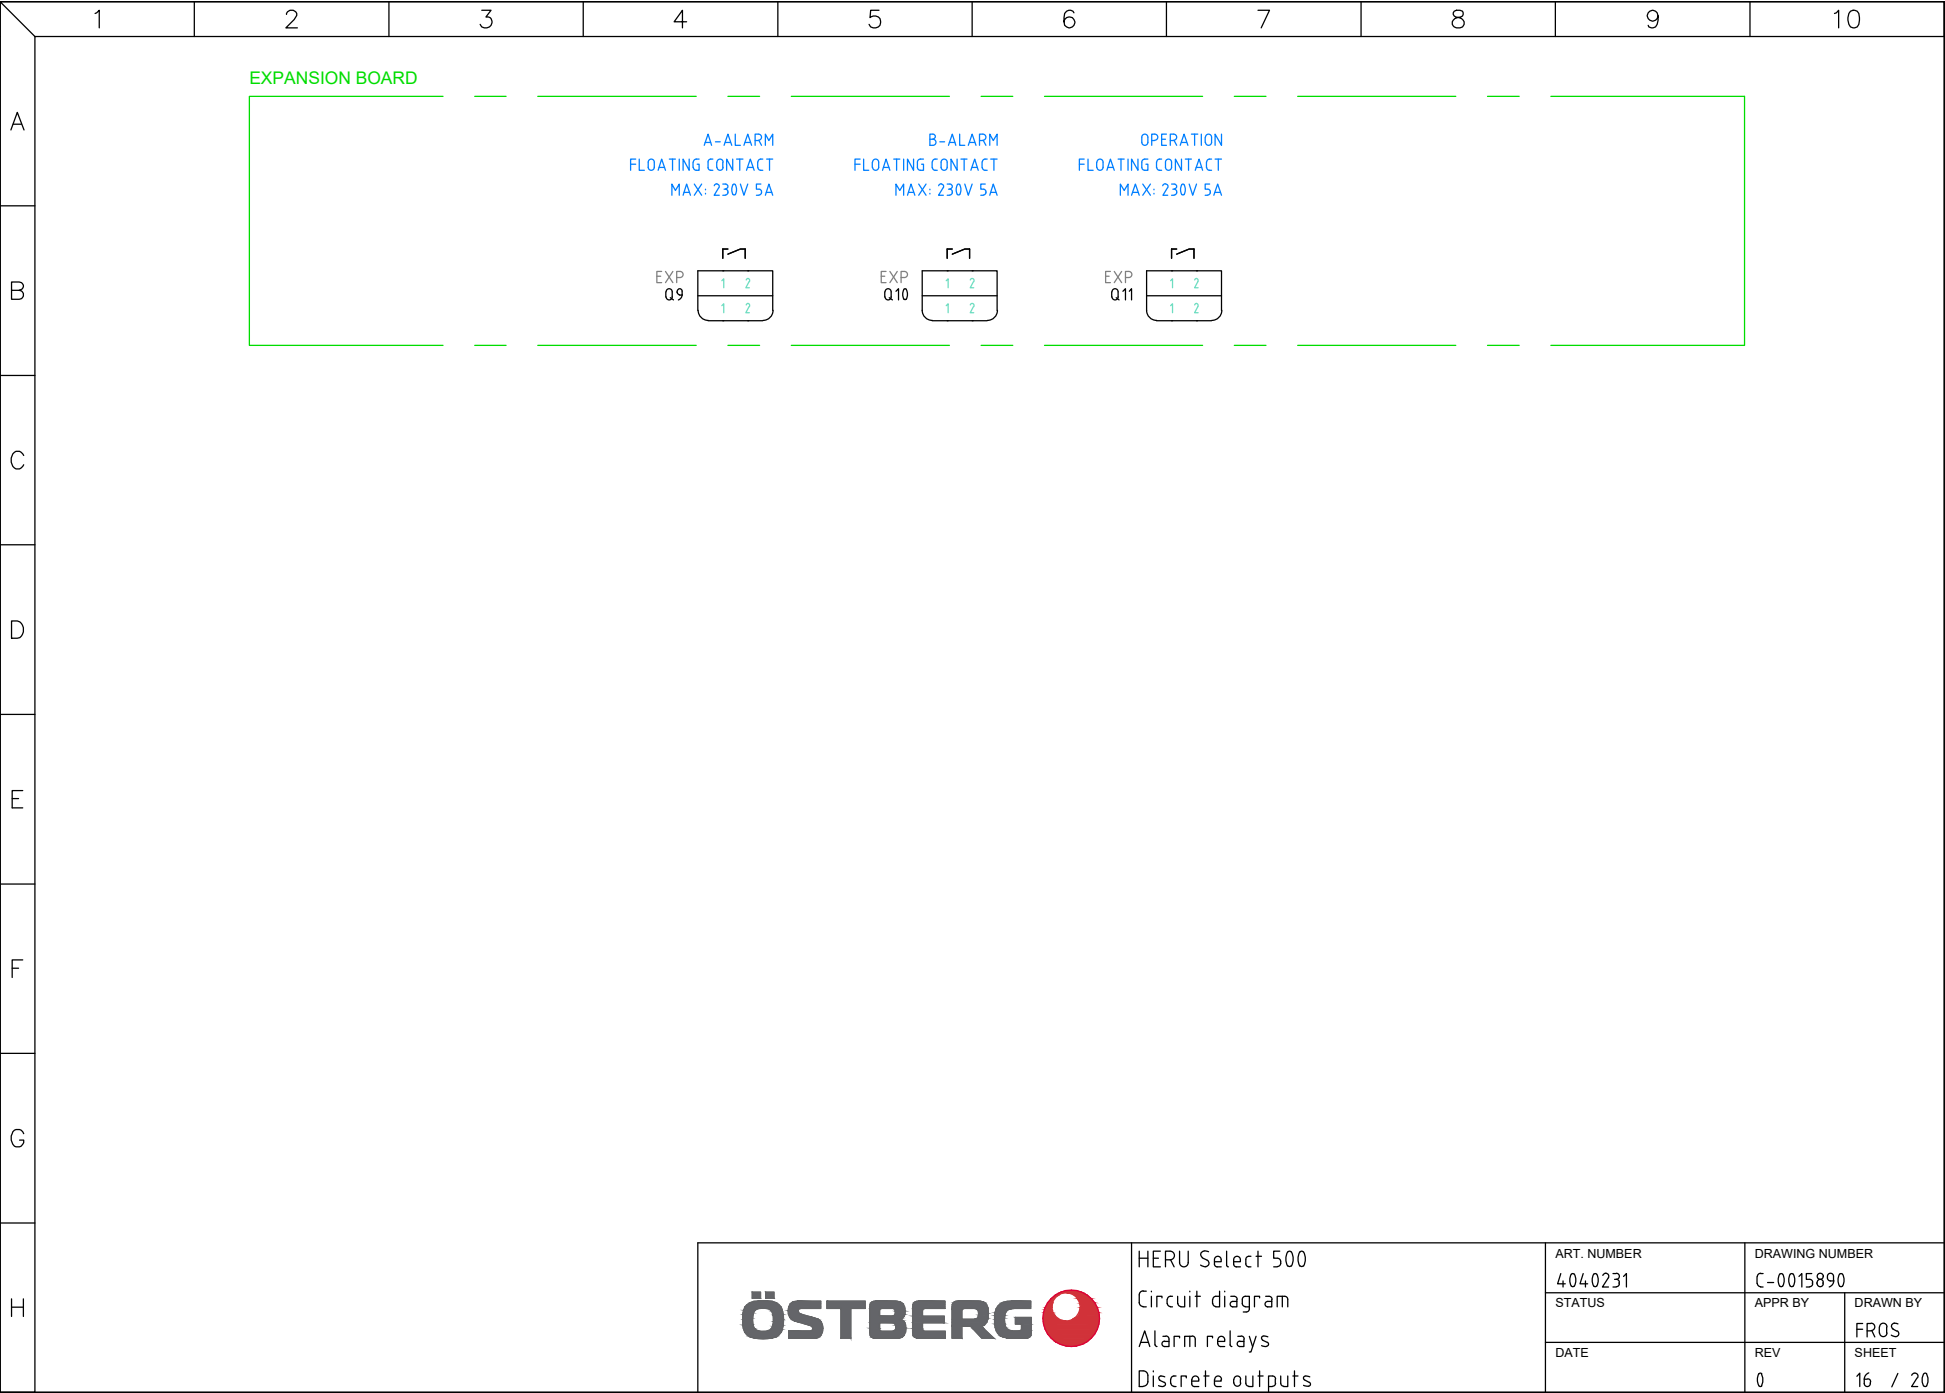 1 2 3 4 5 6 7 8 9 10
EXPANSION BOARD
A
A-ALARM B-ALARM OPERATION
FLOATING CONTACT FLOATING CONTACT FLOATING CONTACT
MAX: 230V 5A MAX: 230V 5A MAX: 230V 5A
B
EXP 1 2 EXP 1 2 EXP 1 2
Q9 1 2 Q10 1 2 Q11 1 2
C
D
E
F
G
H
ÖSTBERG
HERU Select 500
Circuit diagram
Alarm relays
Discrete outputs
ART. NUMBER DRAWING NUMBER
4040231 C-0015890
STATUS APPR BY DRAWN BY
FROS
DATE REV SHEET
0 16 / 20